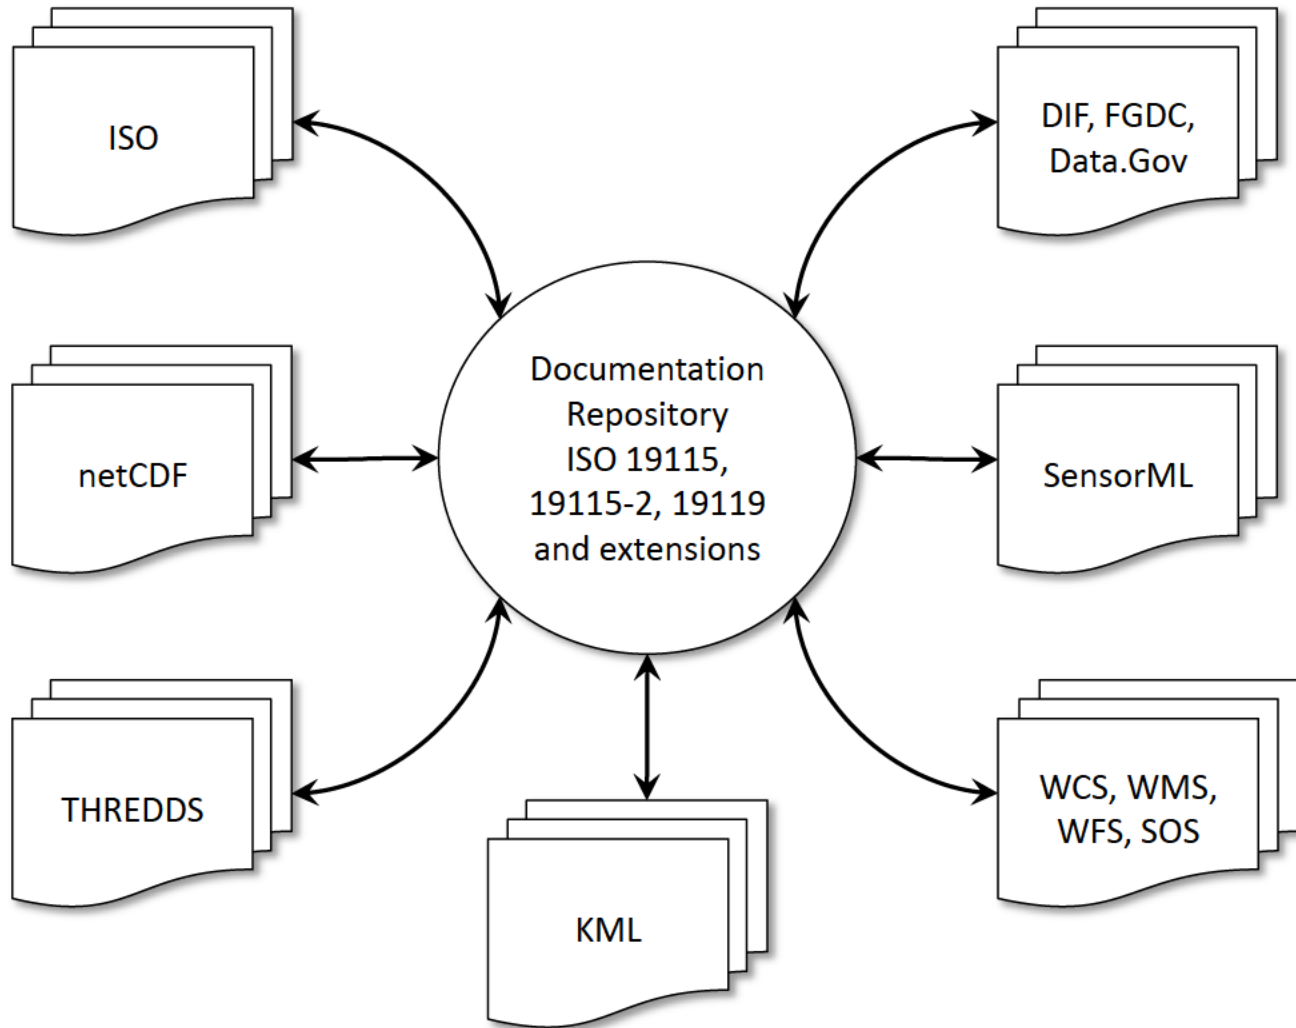 ISO
DIF, FGDC,
Data.Gov
Documentation
Repository
ISO 19115,
19115-2, 19119
and extensions
netCDF
SensorML
THREDDS
WCS, WMS,
WFS, SOS
KML